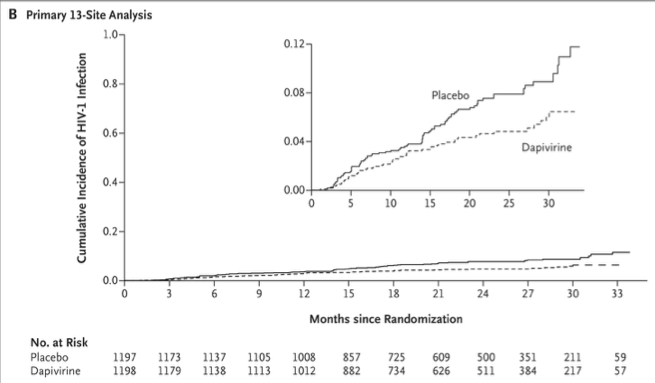 B Primary 13-Site Analysis
Cumulative Incidence of HIV-1 Infection
1.0
0.8
0.6
0.4
0.2
0.0
0 3 6 9 12 15 18 21 24 27 30 33
0.12
0.08
0.04
0.00
0 5 10 15 20 25 30
Placebo
Dapivirine
Months since Randomization
No. at Risk
Placebo 1197 1173 1137 1105 1008 857 725 609 500 351 211 59
Dapivirine 1198 1179 1138 1113 1012 882 734 626 511 384 217 57